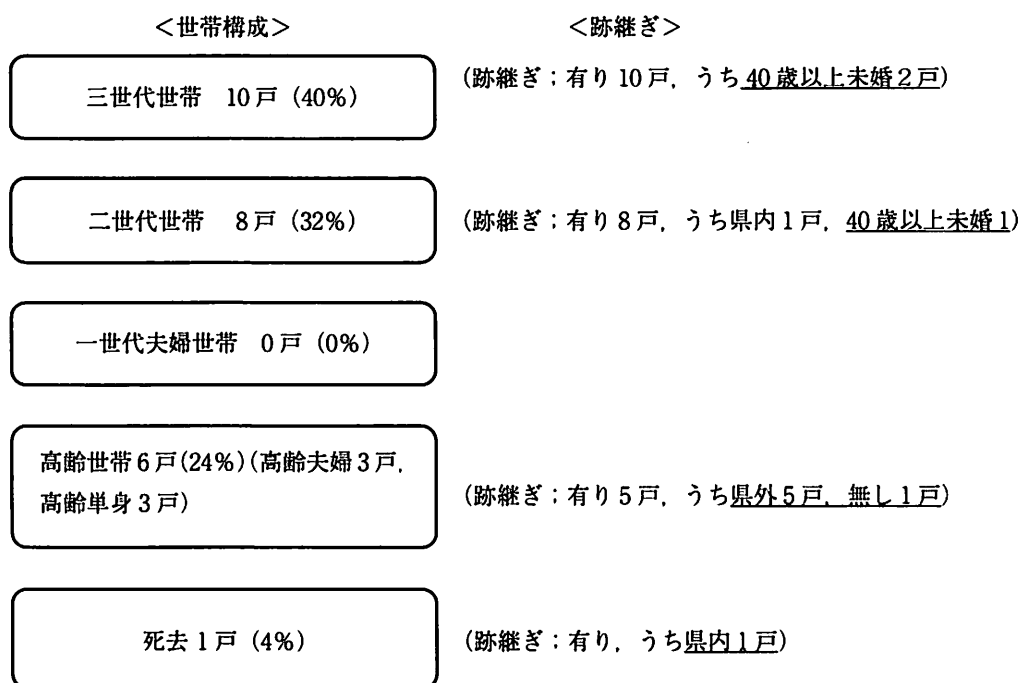 <世帯構成>
<跡継ぎ>
三世代世帯 10戸 (40%)
(跡継ぎ;有り10戸,うち40歳以上未婚2戸)
二世代世帯 8戸 (32%)
(跡継ぎ;有り8戸,うち県内1戸,40歳以上未婚1)
一世代夫婦世帯 0戸 (0%)
高齢世帯6戸(24%)(高齢夫婦3戸,
高齢単身3戸)
(跡継ぎ;有り5戸,うち県外5戸,無し1戸)
死去1戸 (4%)
(跡継ぎ;有り,うち県内1戸)